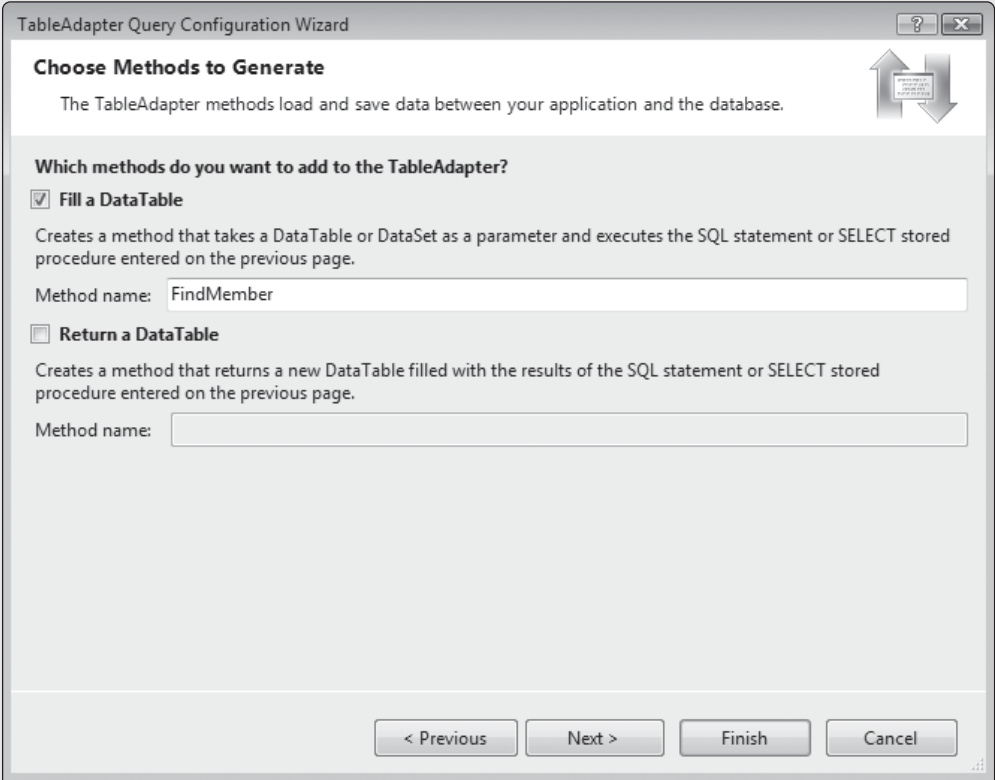 TableAdapter Query Configuration Wizard
?
Choose Methods to Generate
The TableAdapter methods load and save data between your application and the database.
Which methods do you want to add to the TableAdapter?
Fill a DataTable
Creates a method that takes a DataTable or DataSet as a parameter and executes the SQL statement or SELECT stored
procedure entered on the previous page.
Method name: FindMember
Return a DataTable
Creates a method that returns a new DataTable filled with the results of the SQL statement or SELECT stored
procedure entered on the previous page.
Method name:
< Previous Next > Finish Cancel